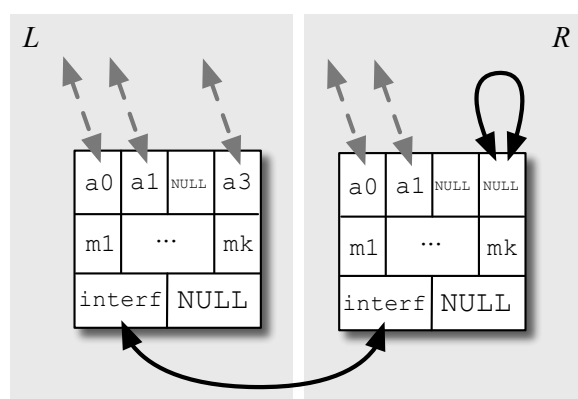 L R
a0 a1 NULL a3
m1 ... mk
interf NULL
a0 a1 NULL NULL
m1 ... mk
interf NULL